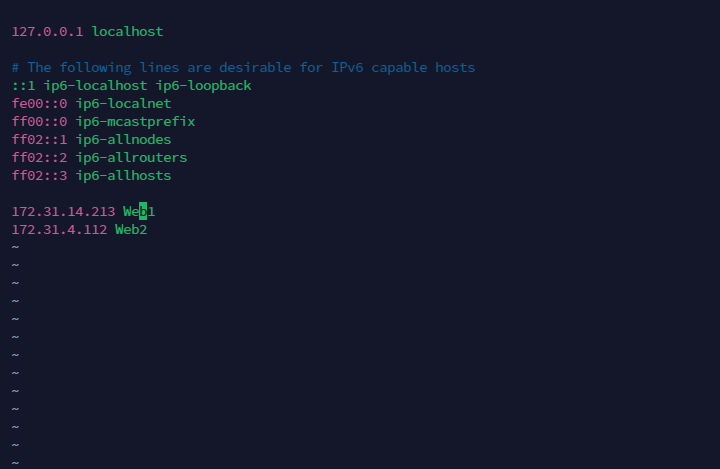 127.0.0.1 localhost
# The following lines are desirable for IPv6 capable hosts
::1 ip6-localhost ip6-loopback
fe00::0 ip6-localnet
ff00::0 ip6-mcastprefix
ff02::1 ip6-allnodes
ff02::2 ip6-allrouters
ff02::3 ip6-allhosts
172.31.14.213 Web1
172.31.4.112 Web2
~
~
~
~
~
~
~
~
~
~
~
~
~